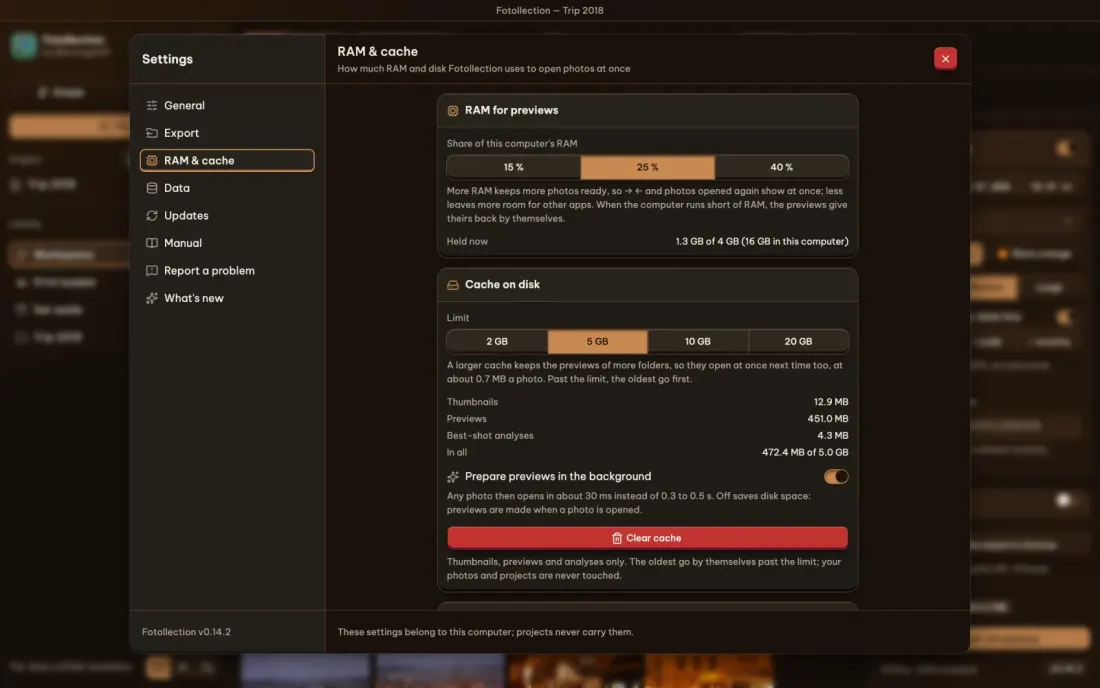 Fotollection — Trip 2018
Settings
General
Export
RAM & cache
Data
Updates
Manual
Report a problem
What's new
Fotollection v0.14.2
RAM & cache
How much RAM and disk Fotollection uses to open photos at once
RAM for previews
Share of this computer's RAM
15 % 25 % 40 %
More RAM keeps more photos ready, so → ← and photos opened again show at once; less
leaves more room for other apps. When the computer runs short of RAM, the previews give
theirs back by themselves.
Held now 1.3 GB of 4 GB (16 GB in this computer)
Cache on disk
Limit
2 GB 5 GB 10 GB 20 GB
A larger cache keeps the previews of more folders, so they open at once next time too, at
about 0.7 MB a photo. Past the limit, the oldest go first.
Thumbnails 12.9 MB
Previews 451.0 MB
Best-shot analyses 4.3 MB
In all 472.4 MB of 5.0 GB
Prepare previews in the background
Any photo then opens in about 30 ms instead of 0.3 to 0.5 s. Off saves disk space:
previews are made when a photo is opened.
Clear cache
Thumbnails, previews and analyses only. The oldest go by themselves past the limit; your
photos and projects are never touched.
These settings belong to this computer; projects never carry them.